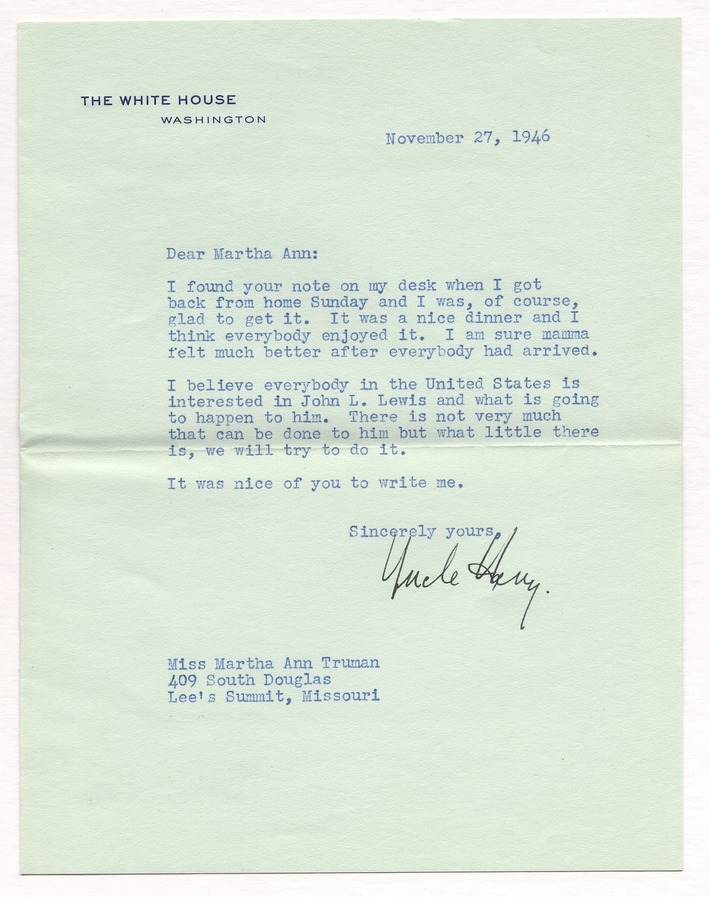 THE WHITE HOUSE
WASHINGTON
November 27, 1946
Dear Martha Ann:
I found your note on my desk when I got
back from home Sunday and I was, of course,
glad to get it.  It was a nice dinner and I
think everybody enjoyed it.  I am sure mamma
felt much better after everybody had arrived.
I believe everybody in the United States is
interested in John L. Lewis and what is going
to happen to him.  There is not very much
that can be done to him but what little there
is, we will try to do it.
It was nice of you to write me.
Sincerely yours,
Uncle Harry.
Miss Martha Ann Truman
409 South Douglas
Lee's Summit, Missouri